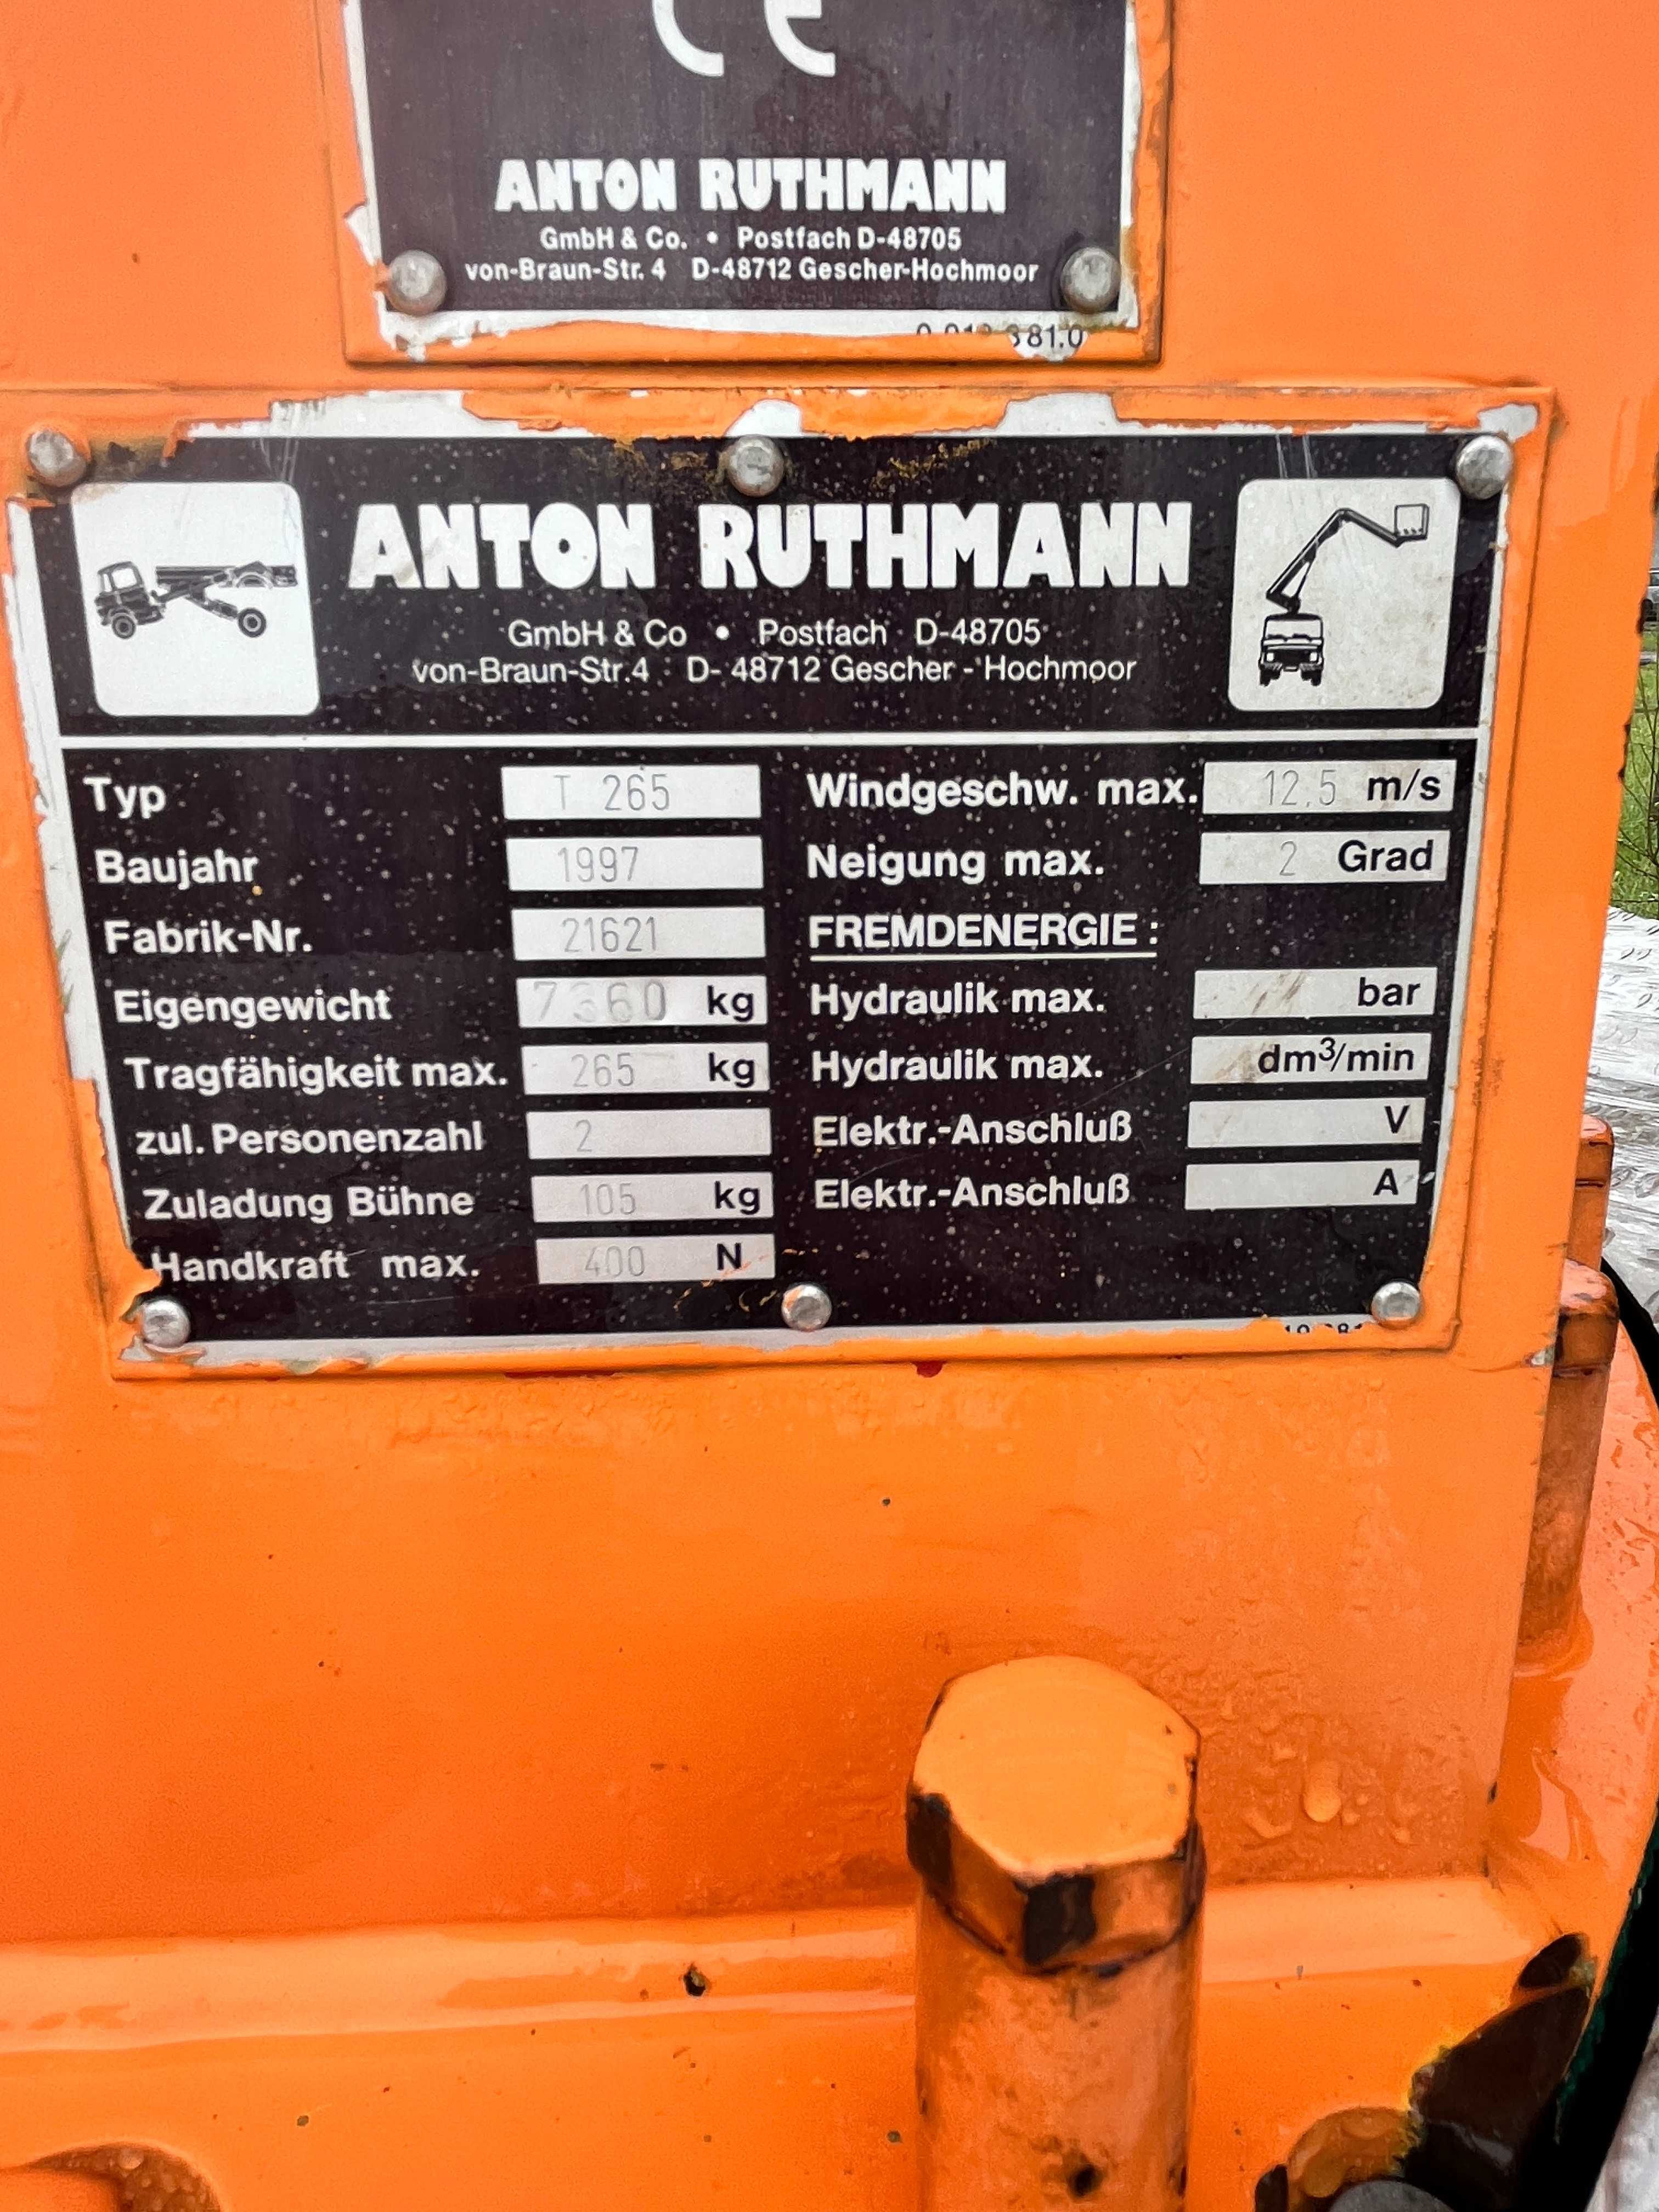 CE
ANTON RUTHMANN
GmbH & Co. • Postfach D-48705
von-Braun-Str. 4 D-48712 Gescher-Hochmoor
81.0
ANTON RUTHMANN
GmbH & Co • Postfach D-48705
von-Braun-Str.4 D-48712 Gescher - Hochmoor
Typ T 265
Baujahr 1997
Fabrik-Nr. 21621
Eigengewicht 7360 kg
Tragfähigkeit max. 265 kg
zul. Personenzahl 2
Zuladung Bühne 105 kg
Handkraft max. 400 N
Windgeschw. max. 12,5 m/s
Neigung max. 2 Grad
FREMDENERGIE :
Hydraulik max. bar
Hydraulik max. dm³/min
Elektr.-Anschluß V
Elektr.-Anschluß A